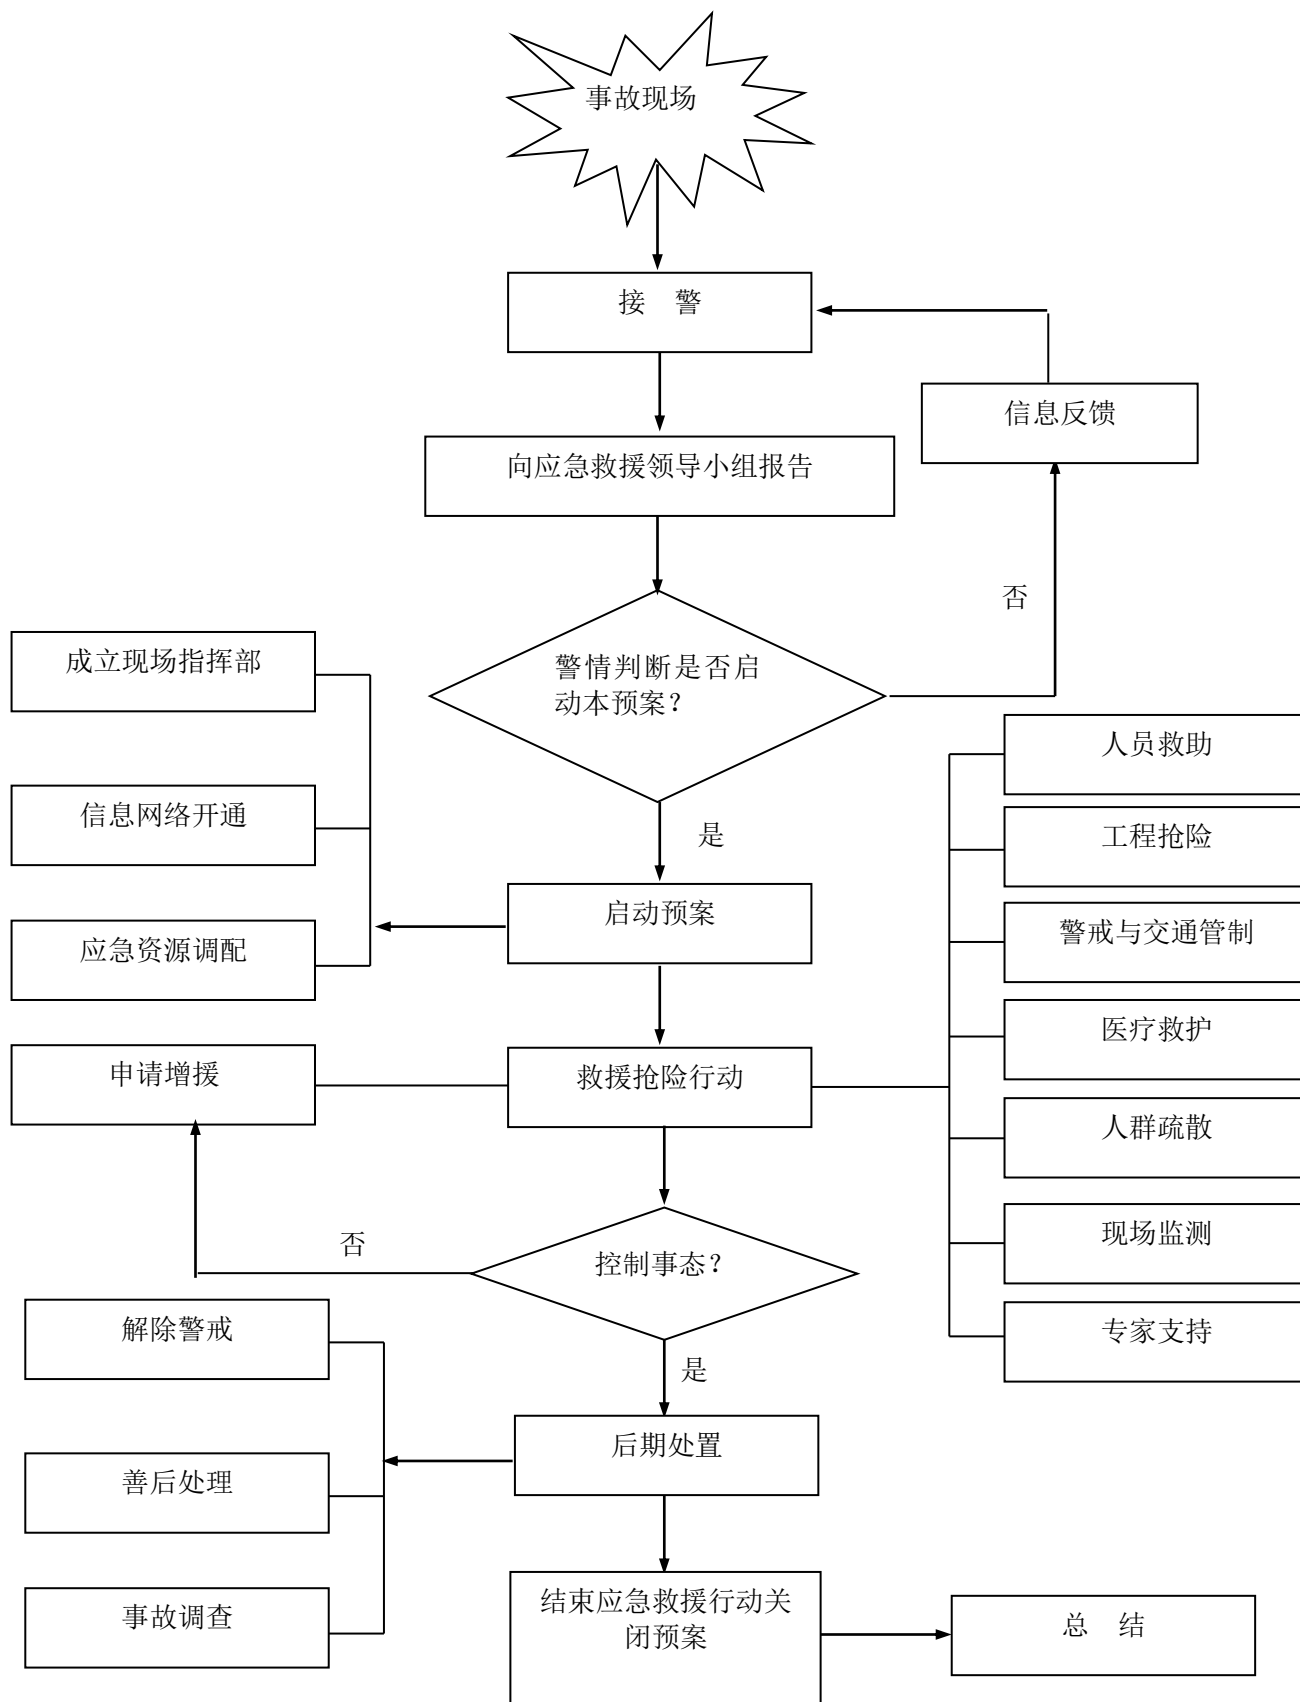 事故现场
接　警
信息反馈
向应急救援领导小组报告
否
警情判断是否启
动本预案？
成立现场指挥部
信息网络开通
应急资源调配
是
启动预案
人员救助
工程抢险
警戒与交通管制
医疗救护
人群疏散
现场监测
专家支持
申请增援
救援抢险行动
否
控制事态？
是
解除警戒
善后处理
事故调查
后期处置
结束应急救援行动关
闭预案
总　结